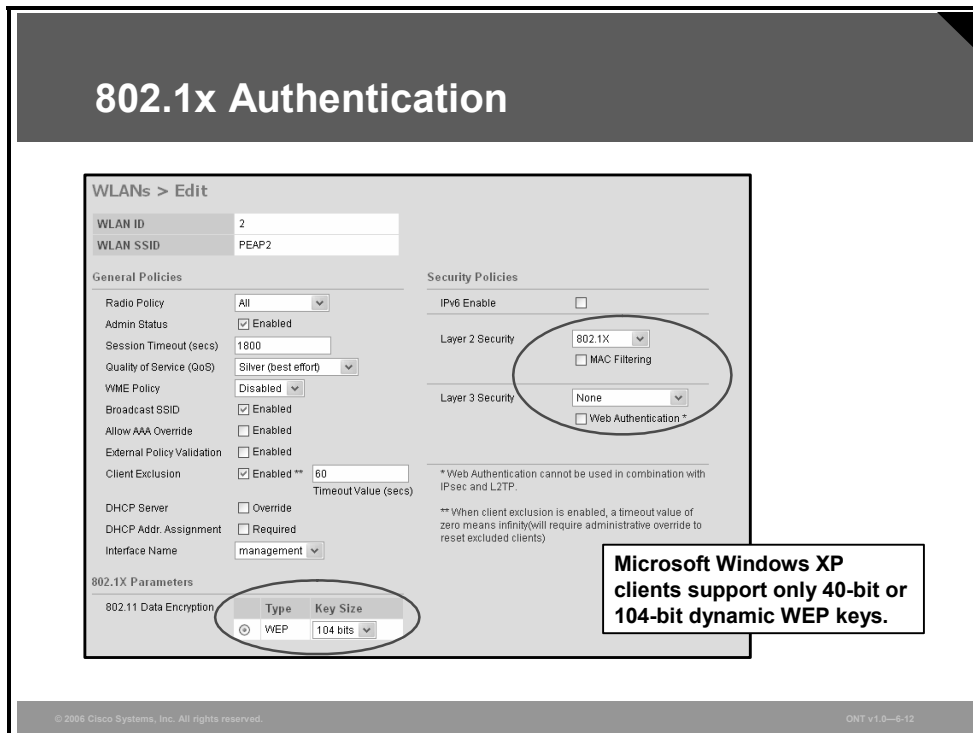 802.1x Authentication
WLANs > Edit
WLAN ID 2
WLAN SSID PEAP2
General Policies
Radio Policy All
Admin Status Enabled
Session Timeout (secs) 1800
Quality of Service (QoS) Silver (best effort)
WME Policy Disabled
Broadcast SSID Enabled
Allow AAA Override Enabled
External Policy Validation Enabled
Client Exclusion Enabled ** 60
Timeout Value (secs)
DHCP Server Override
DHCP Addr. Assignment Required
Interface Name management
Security Policies
IPv6 Enable
Layer 2 Security 802.1X
MAC Filtering
Layer 3 Security None
Web Authentication *
* Web Authentication cannot be used in combination with
IPsec and L2TP.
** When client exclusion is enabled, a timeout value of
zero means infinity(will require administrative override to
reset excluded clients)
802.1X Parameters
802.11 Data Encryption Type Key Size
WEP 104 bits
Microsoft Windows XP
clients support only 40-bit or
104-bit dynamic WEP keys.
© 2006 Cisco Systems, Inc. All rights reserved.
ONT v1.0—6-12